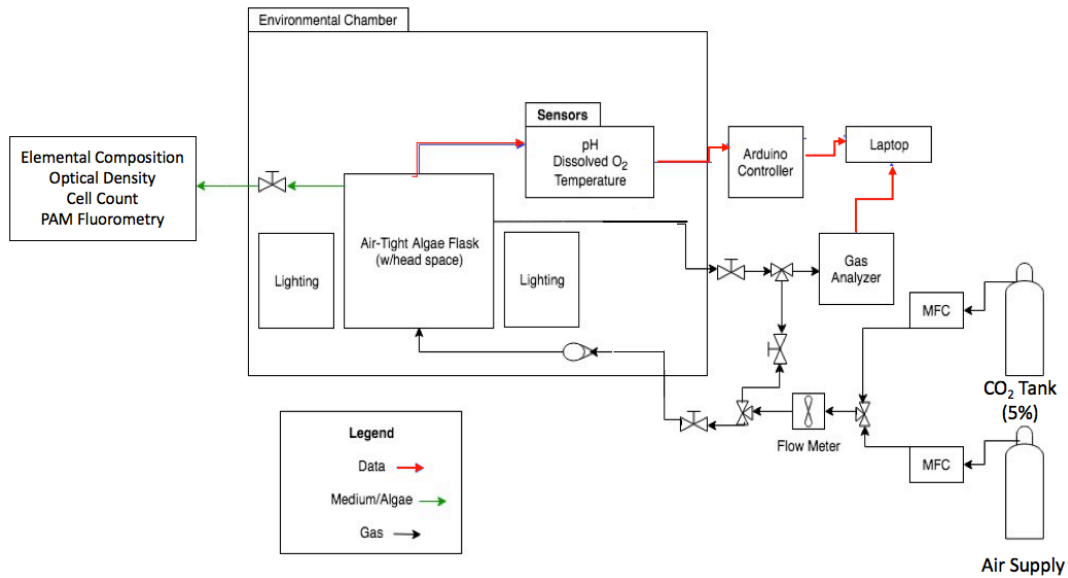 Environmental Chamber
Sensors
pH
Dissolved O₂
Temperature
Arduino
Controller
Laptop
Elemental Composition
Optical Density
Cell Count
PAM Fluorometry
Air-Tight Algae Flask
(w/head space)
Lighting
Lighting
Gas
Analyzer
MFC
CO₂ Tank
(5%)
Flow Meter
MFC
Air Supply
Legend
Data
Medium/Algae
Gas